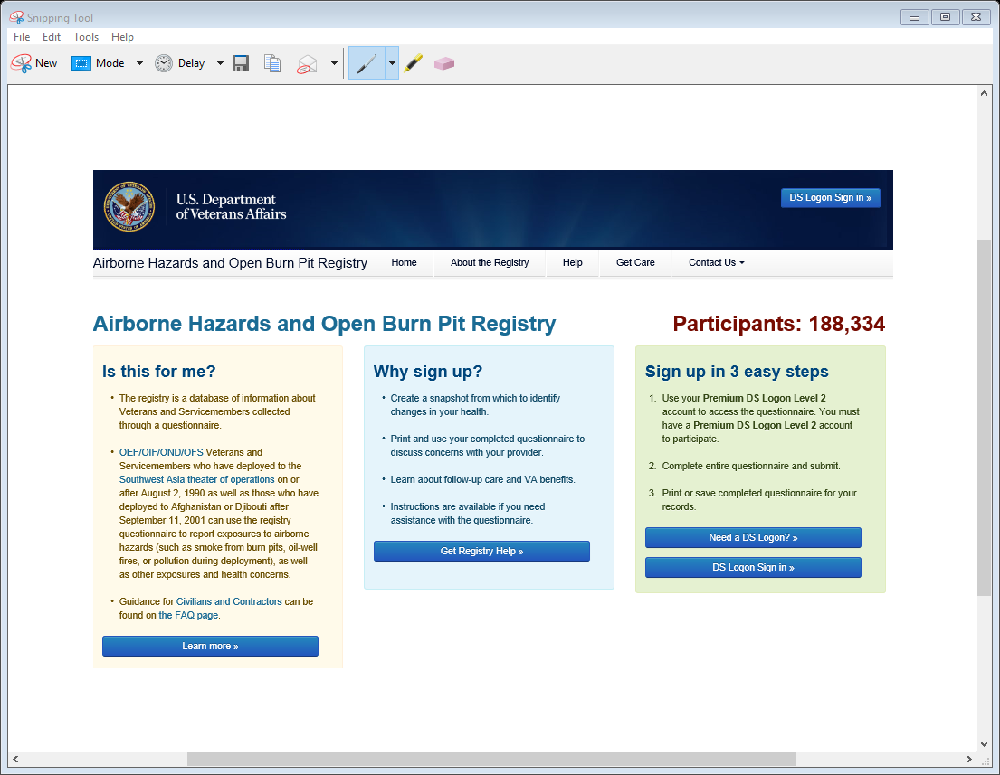 Snipping Tool
File Edit Tools Help
New Mode Delay
U.S. Department
of Veterans Affairs
DS Logon Sign in »
Airborne Hazards and Open Burn Pit Registry Home About the Registry Help Get Care Contact Us
Airborne Hazards and Open Burn Pit Registry
Participants: 188,334
Is this for me?
• The registry is a database of information about
Veterans and Servicemembers collected
through a questionnaire.
• OEF/OIF/OND/OFS Veterans and
Servicemembers who have deployed to the
Southwest Asia theater of operations on or
after August 2, 1990 as well as those who have
deployed to Afghanistan or Djibouti after
September 11, 2001 can use the registry
questionnaire to report exposures to airborne
hazards (such as smoke from burn pits, oil-well
fires, or pollution during deployment), as well
as other exposures and health concerns.
• Guidance for Civilians and Contractors can be
found on the FAQ page.
Learn more »
Why sign up?
• Create a snapshot from which to identify
changes in your health.
• Print and use your completed questionnaire to
discuss concerns with your provider.
• Learn about follow-up care and VA benefits.
• Instructions are available if you need
assistance with the questionnaire.
Get Registry Help »
Sign up in 3 easy steps
1. Use your Premium DS Logon Level 2
account to access the questionnaire. You must
have a Premium DS Logon Level 2 account
to participate.
2. Complete entire questionnaire and submit.
3. Print or save completed questionnaire for your
records.
Need a DS Logon? »
DS Logon Sign in »